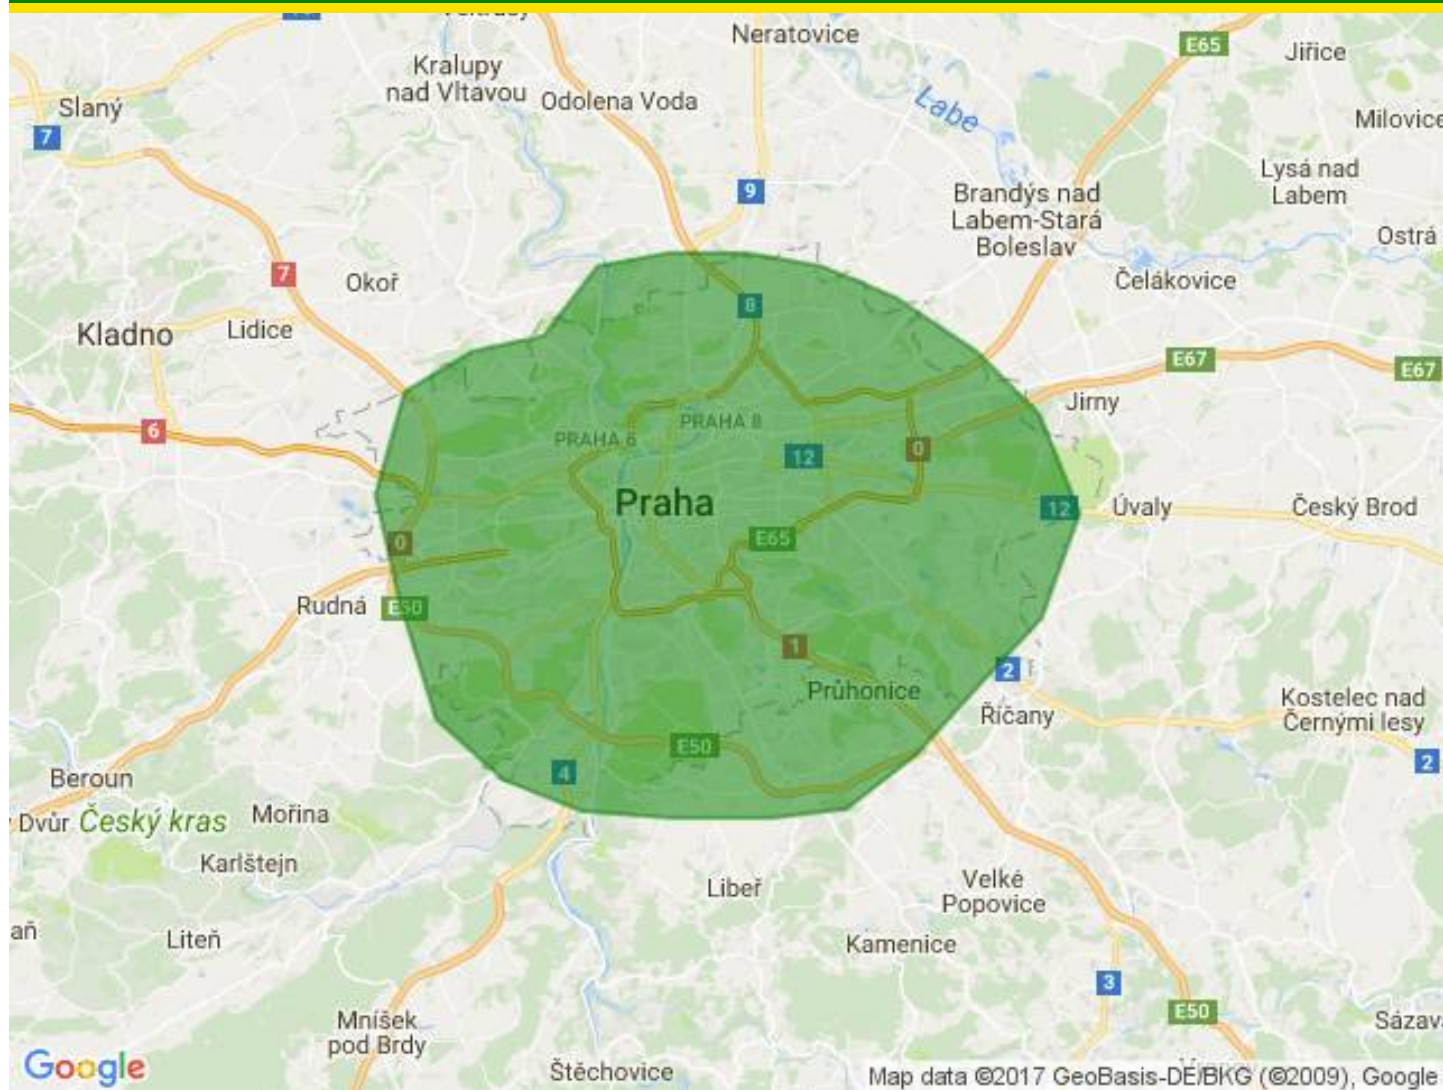 Neratovice
E65
Jiřice
Kralupy
nad Vltavou
Odolena Voda
Slaný
Labe
Milovice
7
Lysá nad
Labem
9
Brandýs nad
Labem-Stará
Boleslav
Ostrá
7
Okoř
Čelákovice
8
Kladno
Lidice
E67
E67
Jirny
6
PRAHA 8
PRAHA 6
0
12
Praha
12
Úvaly
Český Brod
0
E65
Rudná
E50
1
2
Průhonice
Říčany
Kostelec nad
Černými lesy
E50
2
4
Beroun
Dvůr
Český kras
Mořina
Karlštejn
Libeř
Velké
Popovice
aň
Liteň
Kamenice
3
E50
Mníšek
pod Brdy
Sázav
Google
Štěchovice
Map data ©2017 GeoBasis-DE/BKG (©2009), Google